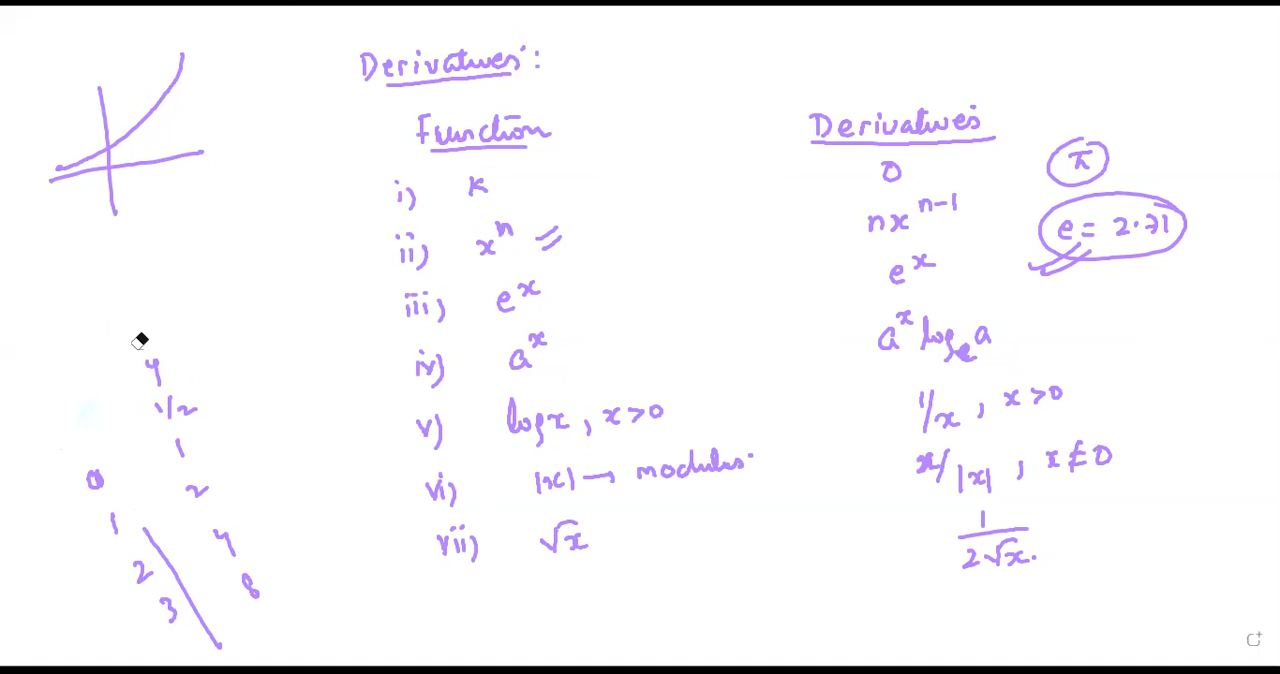 Derivatives:
Function Derivatives
i) K 0 π
ii) xⁿ nxⁿ⁻¹ e = 2.71
iii) eˣ eˣ
iv) aˣ aˣ logₑa
v) logx, x>0 1/x, x>0
vi) |x| → modulus. x/|x|, x≠0
vii) √x 1/2√x.
y
1/2
1
0 2
1 4
2 8
3